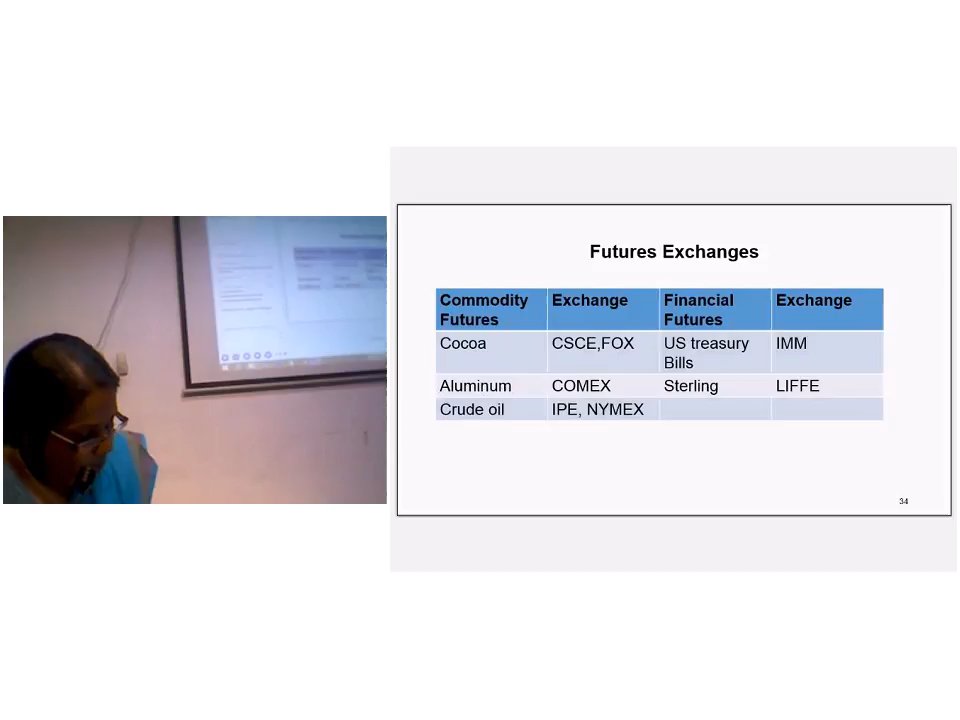 Futures Exchanges
Commodity Futures Exchange Financial Futures Exchange
Cocoa CSCE,FOX US treasury Bills IMM
Aluminum COMEX Sterling LIFFE
Crude oil IPE, NYMEX
34